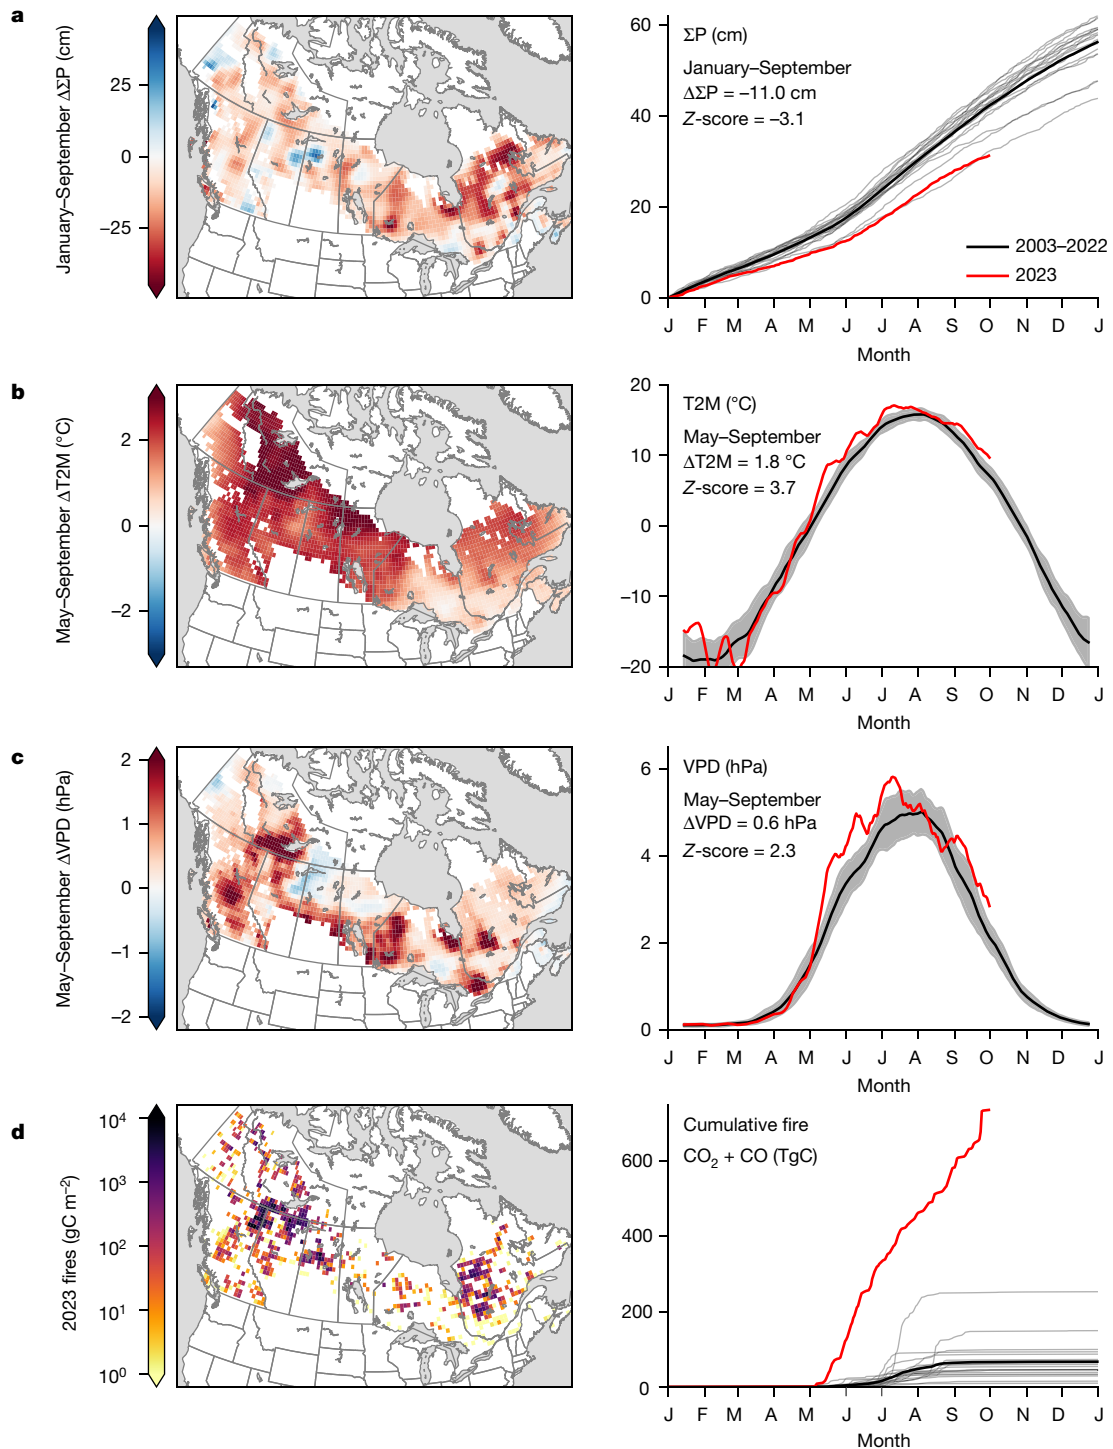 a
January–September ΔΣP (cm)
25
0
−25
ΣP (cm)
January–September
ΔΣP = −11.0 cm
Z-score = −3.1
2003–2022
2023
60
40
20
0
J F M A M J J A S O N D J
Month
b
May–September ΔT2M (°C)
2
0
−2
T2M (°C)
May–September
ΔT2M = 1.8 °C
Z-score = 3.7
20
10
0
−10
−20
J F M A M J J A S O N D J
Month
c
May–September ΔVPD (hPa)
2
1
0
−1
−2
VPD (hPa)
May–September
ΔVPD = 0.6 hPa
Z-score = 2.3
6
4
2
0
J F M A M J J A S O N D J
Month
d
2023 fires (gC m⁻²)
10⁴
10³
10²
10¹
10⁰
Cumulative fire
CO₂ + CO (TgC)
600
400
200
0
J F M A M J J A S O N D J
Month